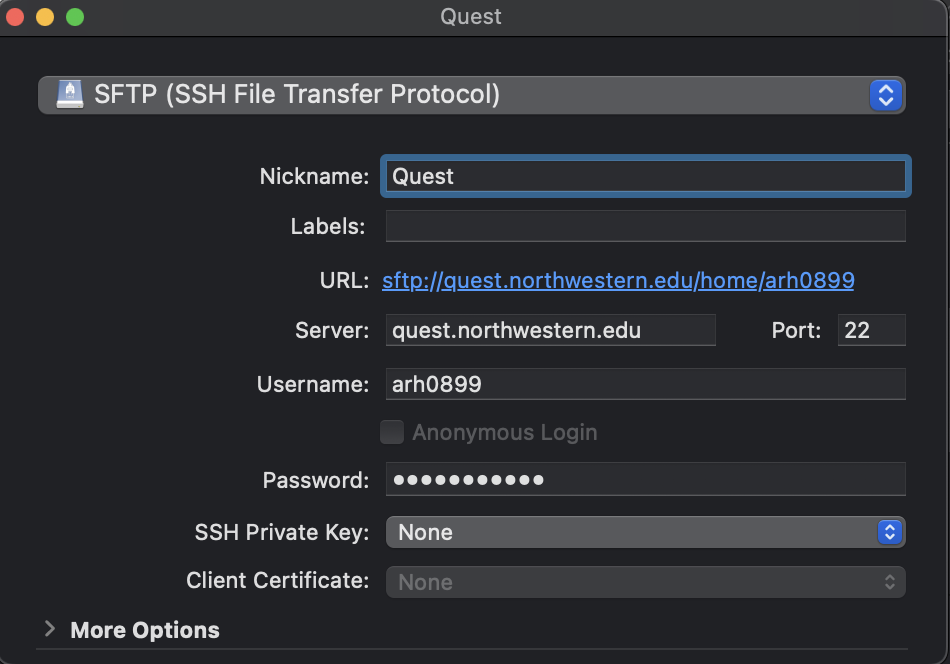 Quest
SFTP (SSH File Transfer Protocol)
Nickname: Quest
Labels:
URL: sftp://quest.northwestern.edu/home/arh0899
Server: quest.northwestern.edu Port: 22
Username: arh0899
Anonymous Login
Password: ●●●●●●●●●●●
SSH Private Key: None
Client Certificate: None
More Options